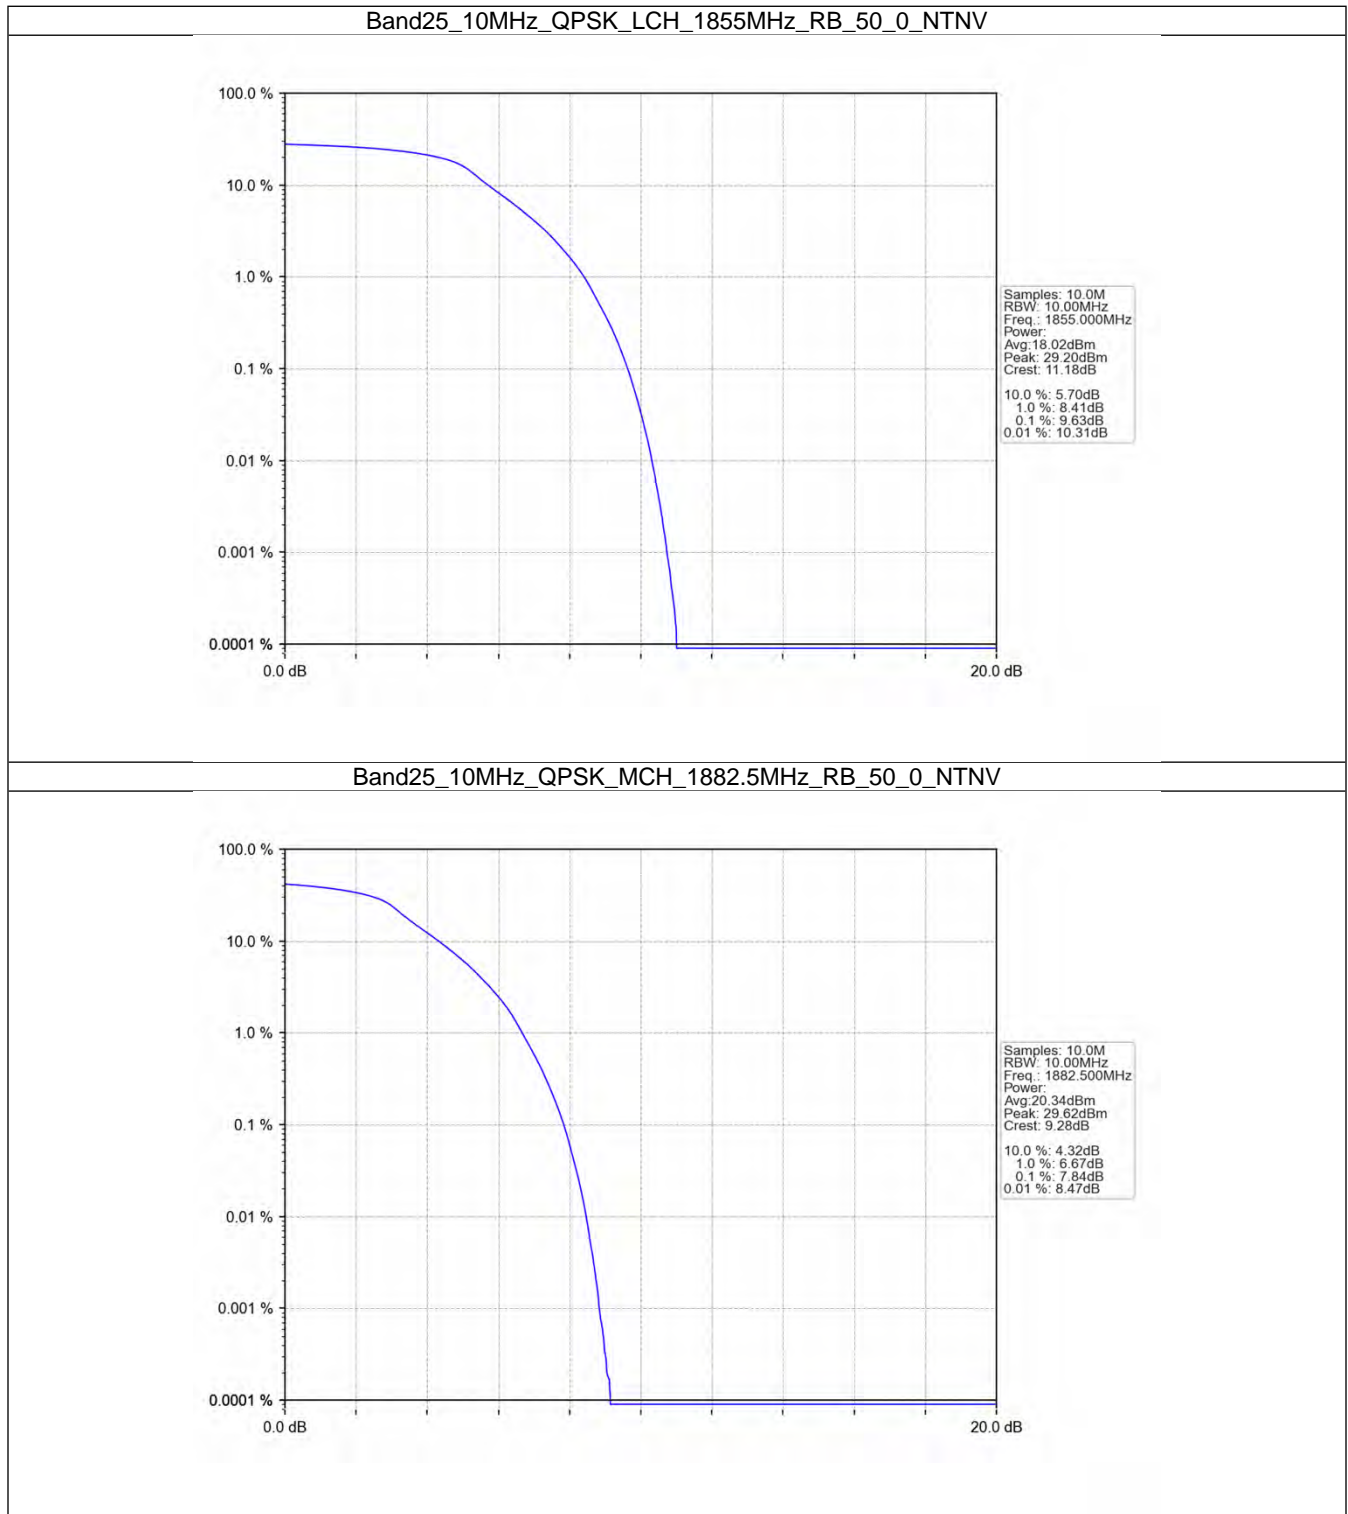 Band25_10MHz_QPSK_LCH_1855MHz_RB_50_0_NTNV
100.0 %
10.0 %
1.0 %
0.1 %
0.01 %
0.001 %
0.0001 %
0.0 dB
20.0 dB
Samples: 10.0M
RBW: 10.00MHz
Freq.: 1855.000MHz
Power:
Avg:18.02dBm
Peak: 29.20dBm
Crest: 11.18dB
10.0 %: 5.70dB
1.0 %: 8.41dB
0.1 %: 9.63dB
0.01 %: 10.31dB
Band25_10MHz_QPSK_MCH_1882.5MHz_RB_50_0_NTNV
100.0 %
10.0 %
1.0 %
0.1 %
0.01 %
0.001 %
0.0001 %
0.0 dB
20.0 dB
Samples: 10.0M
RBW: 10.00MHz
Freq.: 1882.500MHz
Power:
Avg:20.34dBm
Peak: 29.62dBm
Crest: 9.28dB
10.0 %: 4.32dB
1.0 %: 6.67dB
0.1 %: 7.84dB
0.01 %: 8.47dB